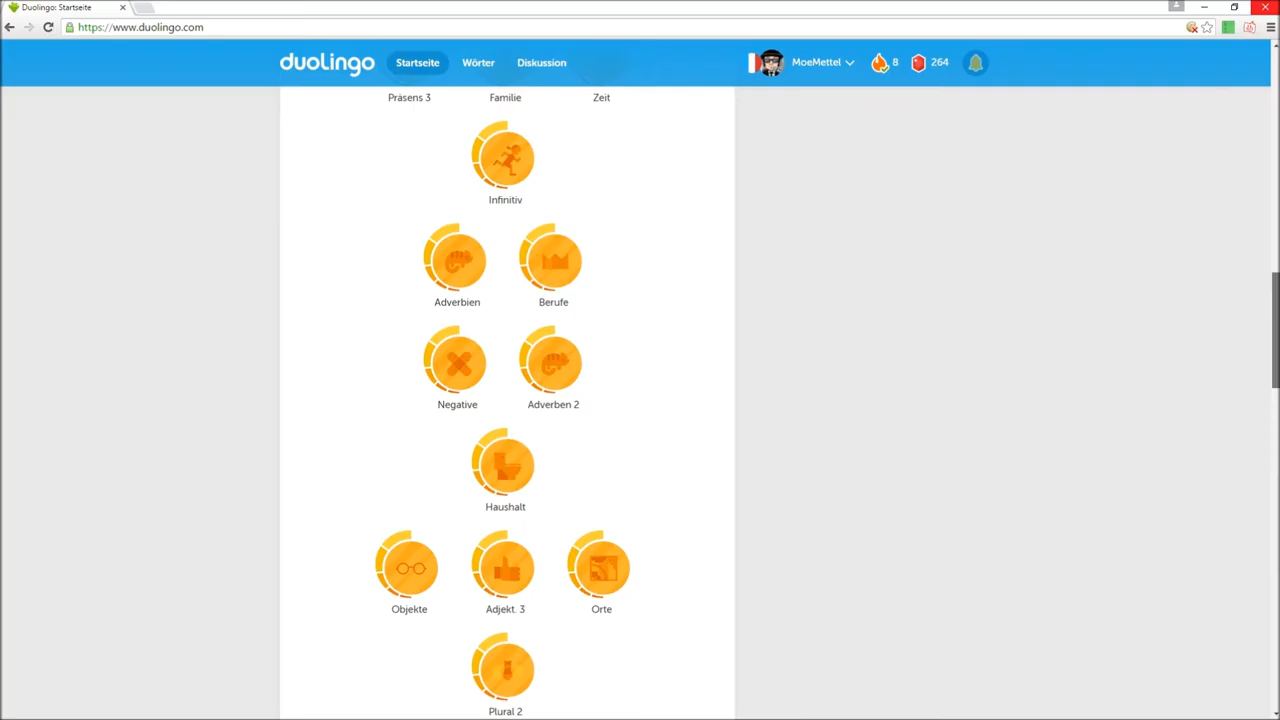 Duolingo: Startseite
https://www.duolingo.com
duolingo Startseite Wörter Diskussion MoeMettel 8 264
Präsens 3 Familie Zeit
Infinitiv
Adverbien Berufe
Negative Adverben 2
Haushalt
Objekte Adjekt. 3 Orte
Plural 2